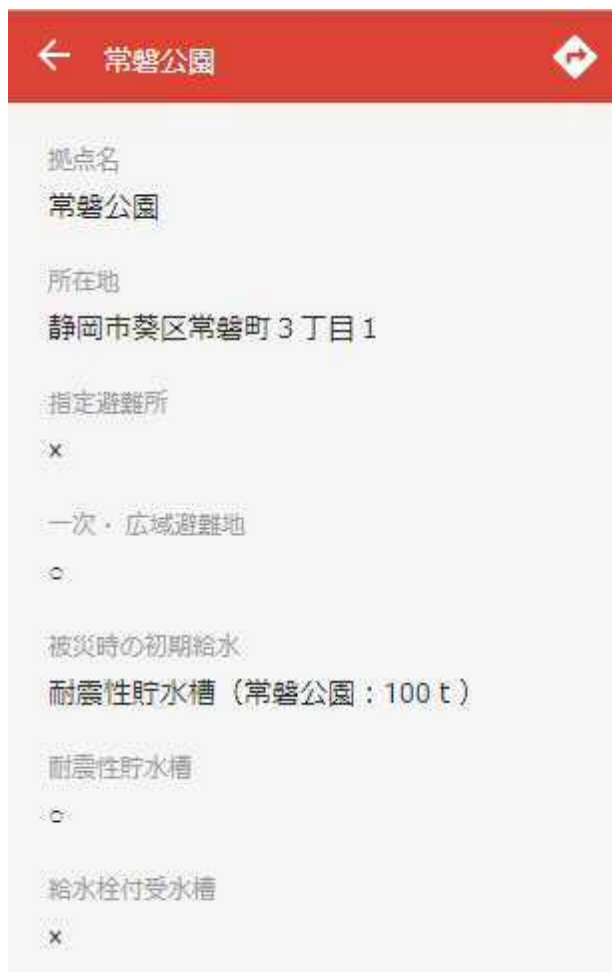 常磐公園
拠点名
常磐公園
所在地
静岡市葵区常磐町３丁目１
指定避難所
×
一次・広域避難地
○
被災時の初期給水
耐震性貯水槽（常磐公園：100ｔ）
耐震性貯水槽
○
給水栓付受水槽
×